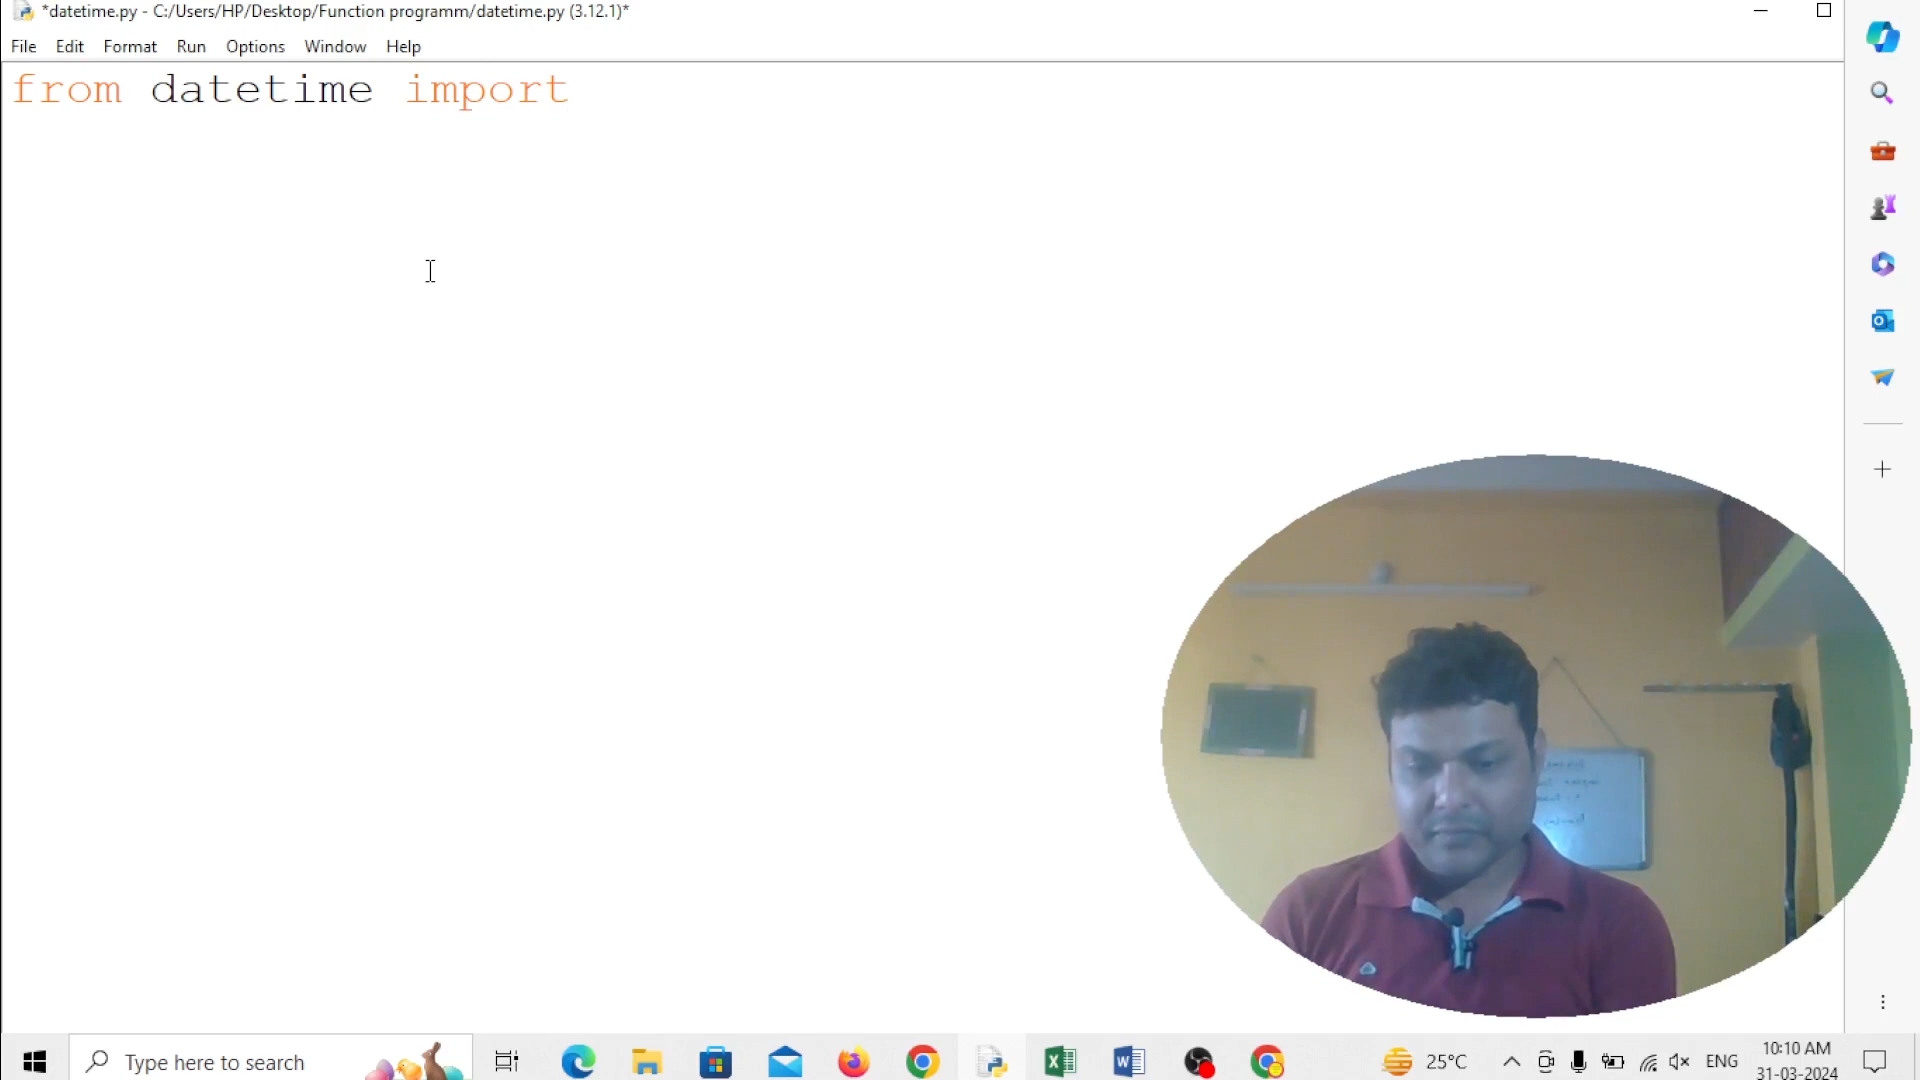 *datetime.py - C:/Users/HP/Desktop/Function programm/datetime.py (3.12.1)*
File Edit Format Run Options Window Help
from datetime import
Type here to search
25°C
ENG
10:10 AM
31-03-2024